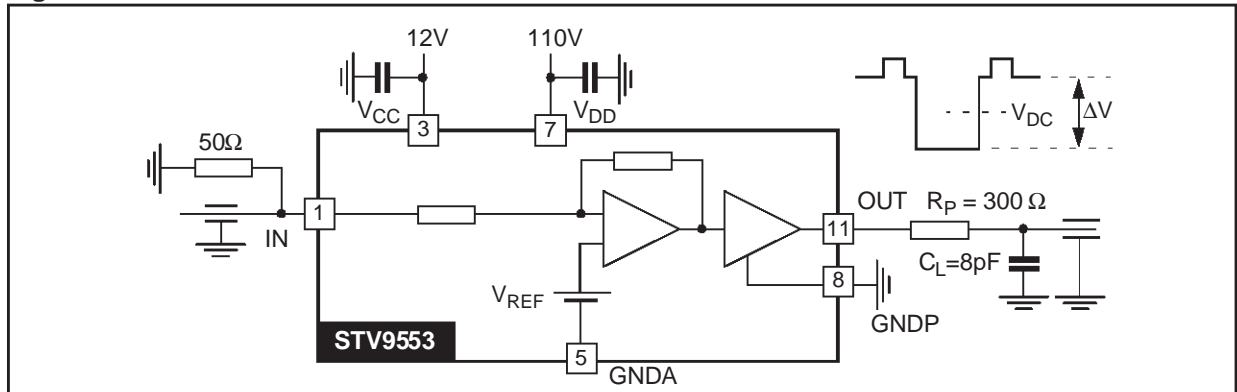 12V
110V
V_CC
V_DD
3
7
50Ω
V_DC
ΔV
1
IN
OUT
R_P = 300 Ω
11
C_L=8pF
8
V_REF
GNDP
STV9553
5
GNDA